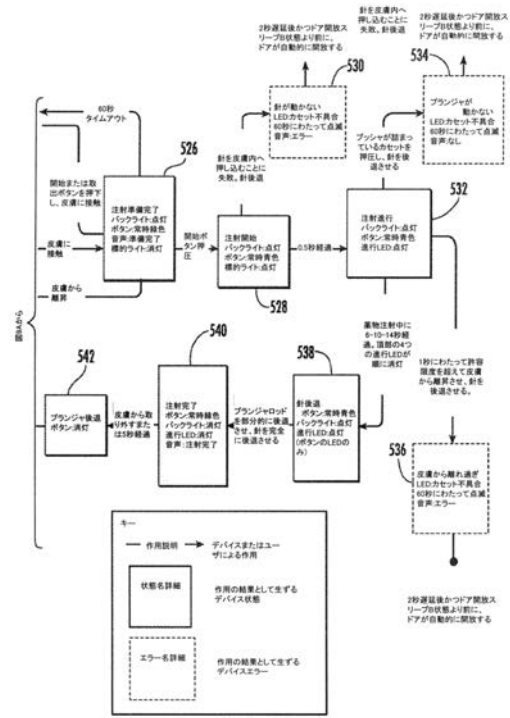 2秒遅延後かつドア開放ス
リープB状態より前に、
ドアが自動的に開放する
530
針が動かない
LED:カセット不具合
60秒にわたって点滅
音声:エラー
針を皮膚内へ
押し込むことに
失敗。針後退
2秒遅延後かつドア開放ス
リープB状態より前に、
ドアが自動的に開放する
534
プランジャが
動かない
LED:カセット不具合
60秒にわたって点滅
音声:なし
60秒
タイムアウト
526
針を皮膚内へ
押し込むことに
失敗。針後退
プッシャが詰まっ
ているカセットを
押圧し、針を後
退させる
532
開始または取
出ボタンを押下
し、皮膚に接触
皮膚に
接触
皮膚から
離昇
注射準備完了
バックライト:点灯
ボタン:常時緑色
音声:準備完了
標的ライト:消灯
開始ボ
タン押
圧
注射開始
バックライト:点灯
ボタン:常時青色
標的ライト:点灯
528
0.5秒経過
注射進行
バックライト:点灯
ボタン:常時青色
進行LED:点灯
図9Aから
薬物注射中に
6-10-14秒経
過。頂部の4つ
の進行LEDが
順に消灯
1秒にわたって許容
限度を超えて皮膚
から離昇させ、針を
後退させる。
542
プランジャ後退
ボタン:消灯
皮膚から取
り外すまた
は5秒経過
540
注射完了
ボタン:常時緑色
バックライト:点灯
進行LED:消灯
音声:注射完了
プランジャロッド
を部分的に後退
させ、針を完全
に後退させる
538
針後退
ボタン:常時青色
バックライト:点灯
進行LED:点灯
(ボタンのLEDの
み)
536
皮膚から離れ過ぎ
LED:カセット不具合
60秒にわたって点滅
音声:エラー
2秒遅延後かつドア開放ス
リープB状態より前に、
ドアが自動的に開放する
キー
作用説明
デバイスまたはユー
ザによる作用
状態名詳細
作用の結果として生ずる
デバイス状態
エラー名詳細
作用の結果として生ずる
デバイスエラー